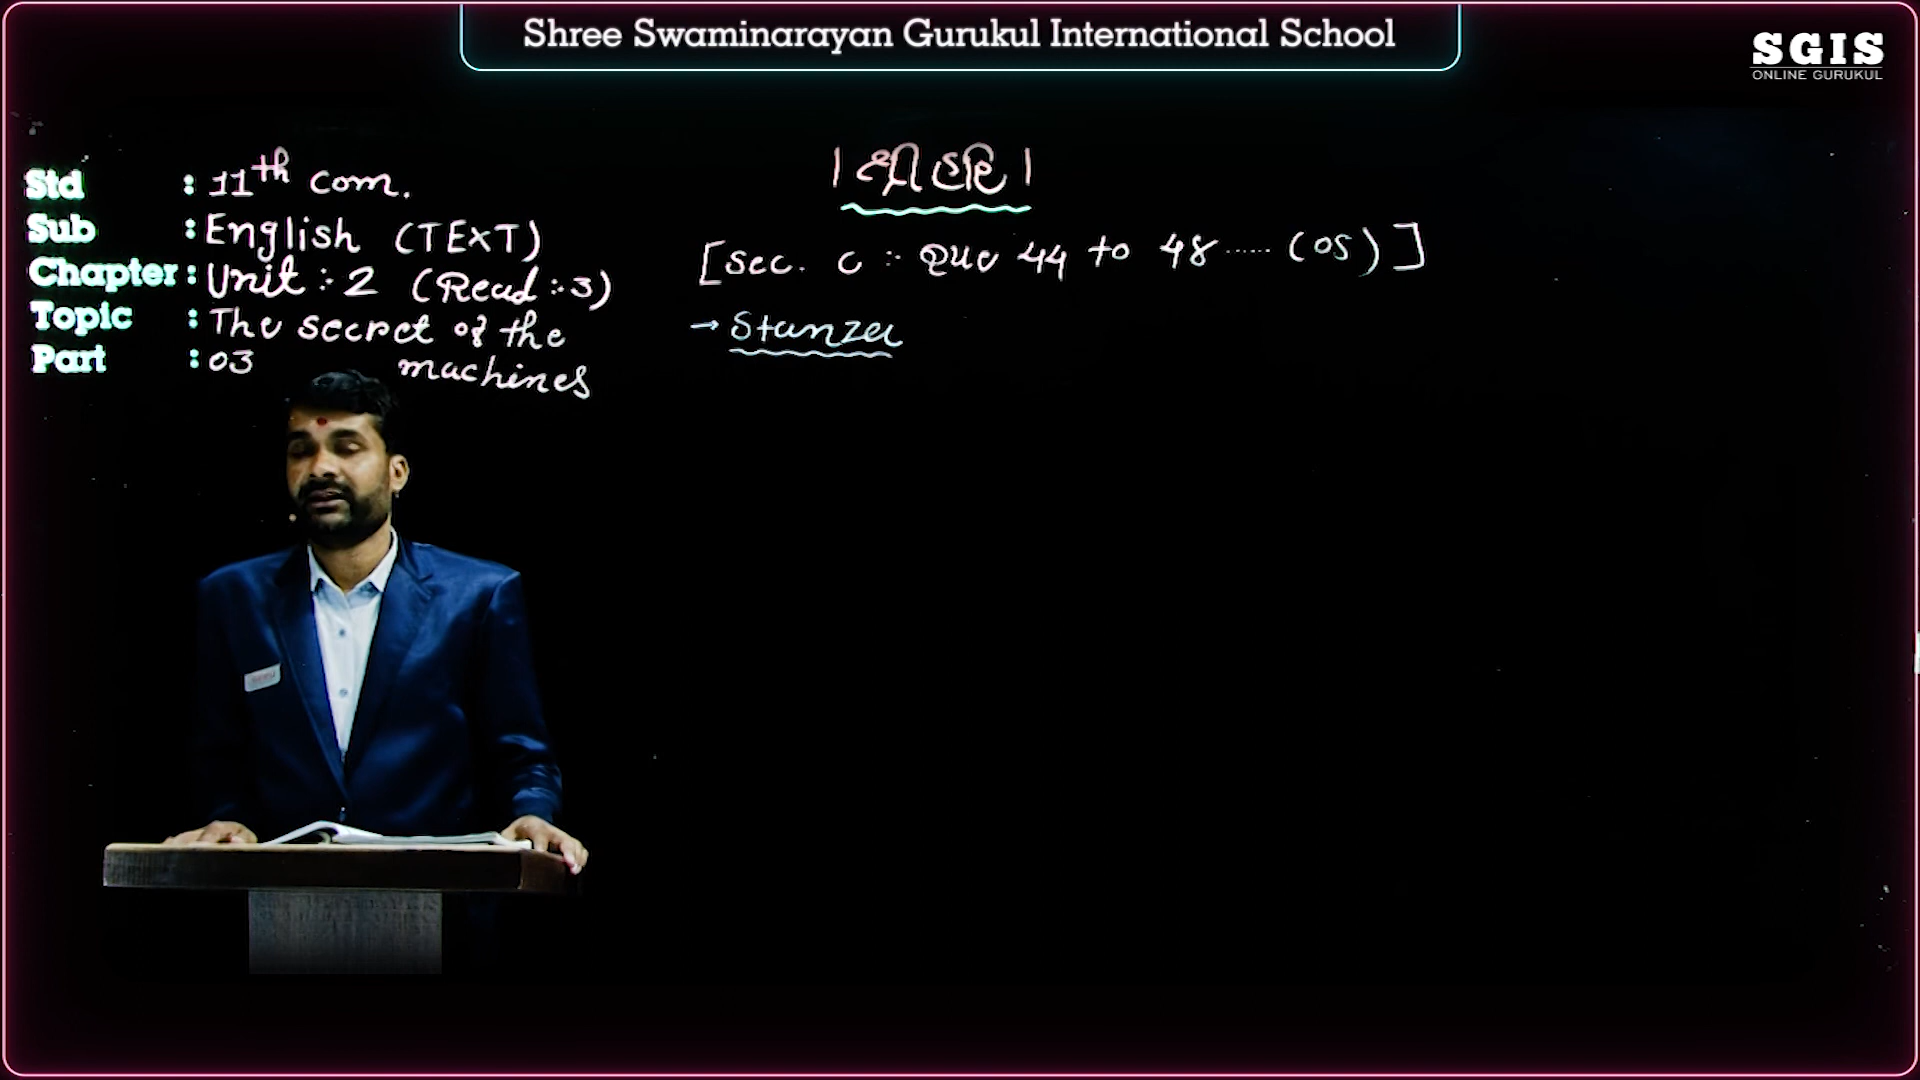 Shree Swaminarayan Gurukul International School
SGIS
ONLINE GURUKUL
Std : 11th com.
Sub : English (TEXT)
Chapter : Unit :- 2 (Read :- 3)
Topic : The secret of the
machines
Part : 03
। શ્રી હરિ ।
[sec. c :- Que 44 to 48 ...... (05)]
→ Stanza